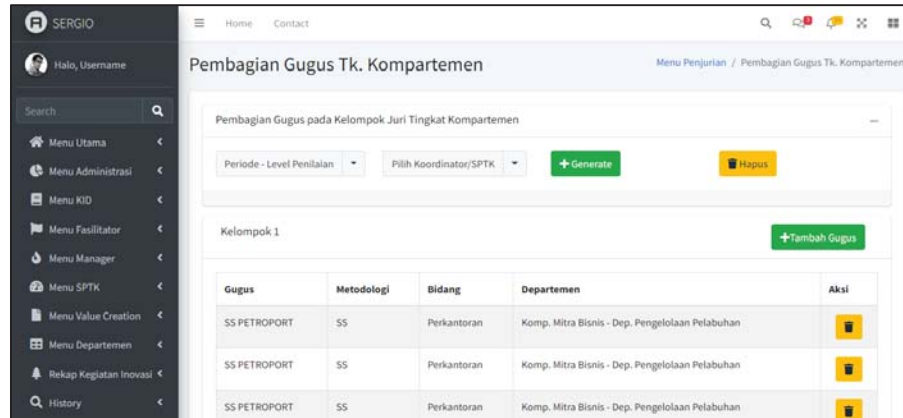 SERGIO
Home Contact
Halo, Username
Pembagian Gugus Tk. Kompartemen
Menu Penjurian / Pembagian Gugus Tk. Kompartemen
Search
Menu Utama
Menu Administrasi
Menu KID
Menu Fasilitator
Menu Manager
Menu SPTK
Menu Value Creation
Menu Departemen
Rekap Kegiatan Inovasi
History
Pembagian Gugus pada Kelompok Juri Tingkat Kompartemen
Periode - Level Penilaian Pilih Koordinator/SPTK +Generate Hapus
Kelompok 1 +Tambah Gugus
Gugus Metodologi Bidang Departemen Aksi
SS PETROPORT SS Perkantoran Komp. Mitra Bisnis - Dep. Pengelolaan Pelabuhan
SS PETROPORT SS Perkantoran Komp. Mitra Bisnis - Dep. Pengelolaan Pelabuhan
SS PETROPORT SS Perkantoran Komp. Mitra Bisnis - Dep. Pengelolaan Pelabuhan